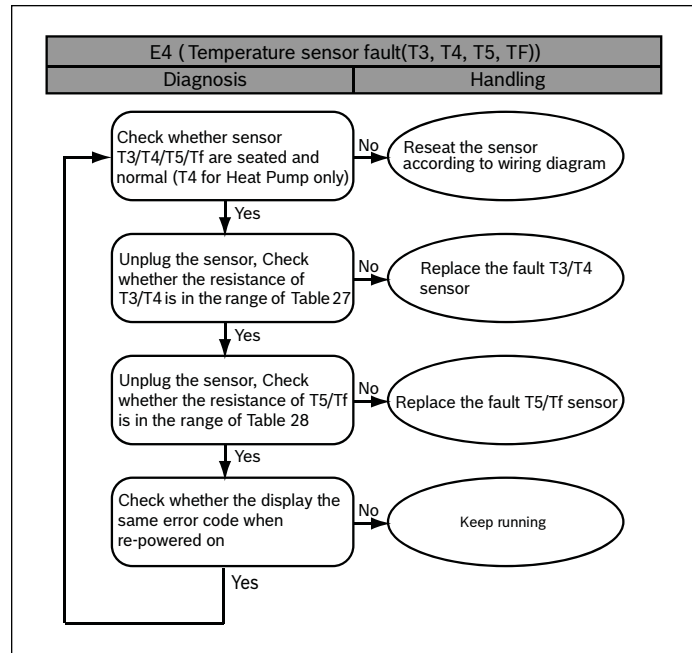 E4 ( Temperature sensor fault(T3, T4, T5, TF))
Diagnosis
Handling
Check whether sensor
T3/T4/T5/Tf are seated and
normal (T4 for Heat Pump only)
No
Reseat the sensor
according to wiring diagram
Yes
Unplug the sensor, Check
whether the resistance of
T3/T4 is in the range of Table 27
No
Replace the fault T3/T4
sensor
Yes
Unplug the sensor, Check
whether the resistance of T5/Tf
is in the range of Table 28
No
Replace the fault T5/Tf sensor
Yes
Check whether the display the
same error code when
re-powered on
No
Keep running
Yes